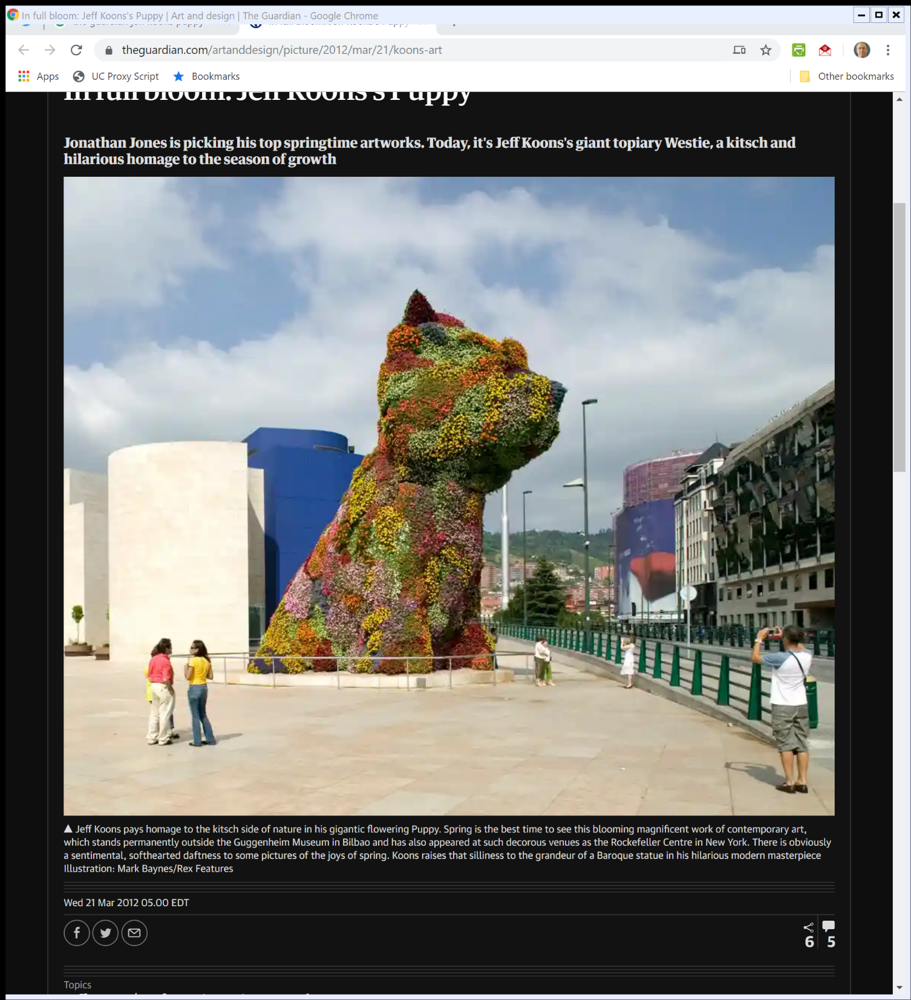 In full bloom: Jeff Koons's Puppy | Art and design | The Guardian - Google Chrome
theguardian.com/artanddesign/picture/2012/mar/21/koons-art
Apps UC Proxy Script Bookmarks Other bookmarks
In full bloom: Jeff Koons's Puppy
Jonathan Jones is picking his top springtime artworks. Today, it's Jeff Koons's giant topiary Westie, a kitsch and
hilarious homage to the season of growth
▲ Jeff Koons pays homage to the kitsch side of nature in his gigantic flowering Puppy. Spring is the best time to see this blooming magnificent work of contemporary art,
which stands permanently outside the Guggenheim Museum in Bilbao and has also appeared at such decorous venues as the Rockefeller Centre in New York. There is obviously
a sentimental, softhearted daftness to some pictures of the joys of spring. Koons raises that silliness to the grandeur of a Baroque statue in his hilarious modern masterpiece
Illustration: Mark Baynes/Rex Features
Wed 21 Mar 2012 05.00 EDT
6 5
Topics